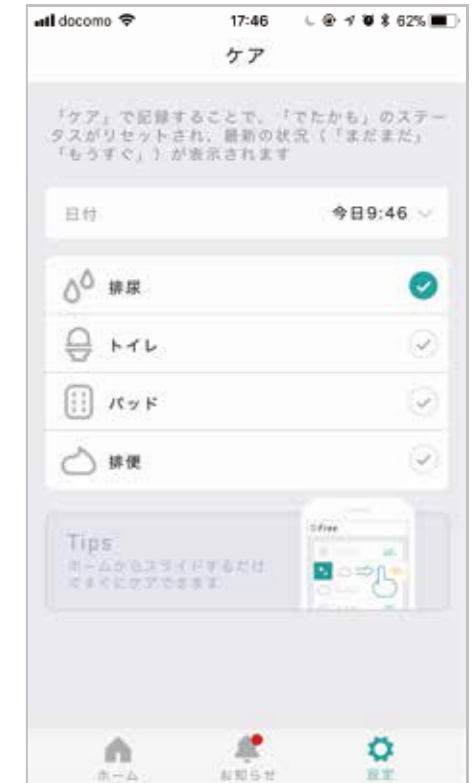 docomo 17:46 62%
ケア
「ケア」で記録することで、「でたかも」のステー
タスがリセットされ、最新の状況(「まだまだ」
「もうすぐ」)が表示されます
日付 今日9:46
排尿
トイレ
パッド
排便
Tips
ホームからスライドするだけ
ですぐにケアできます
DFree
ホーム お知らせ 設定